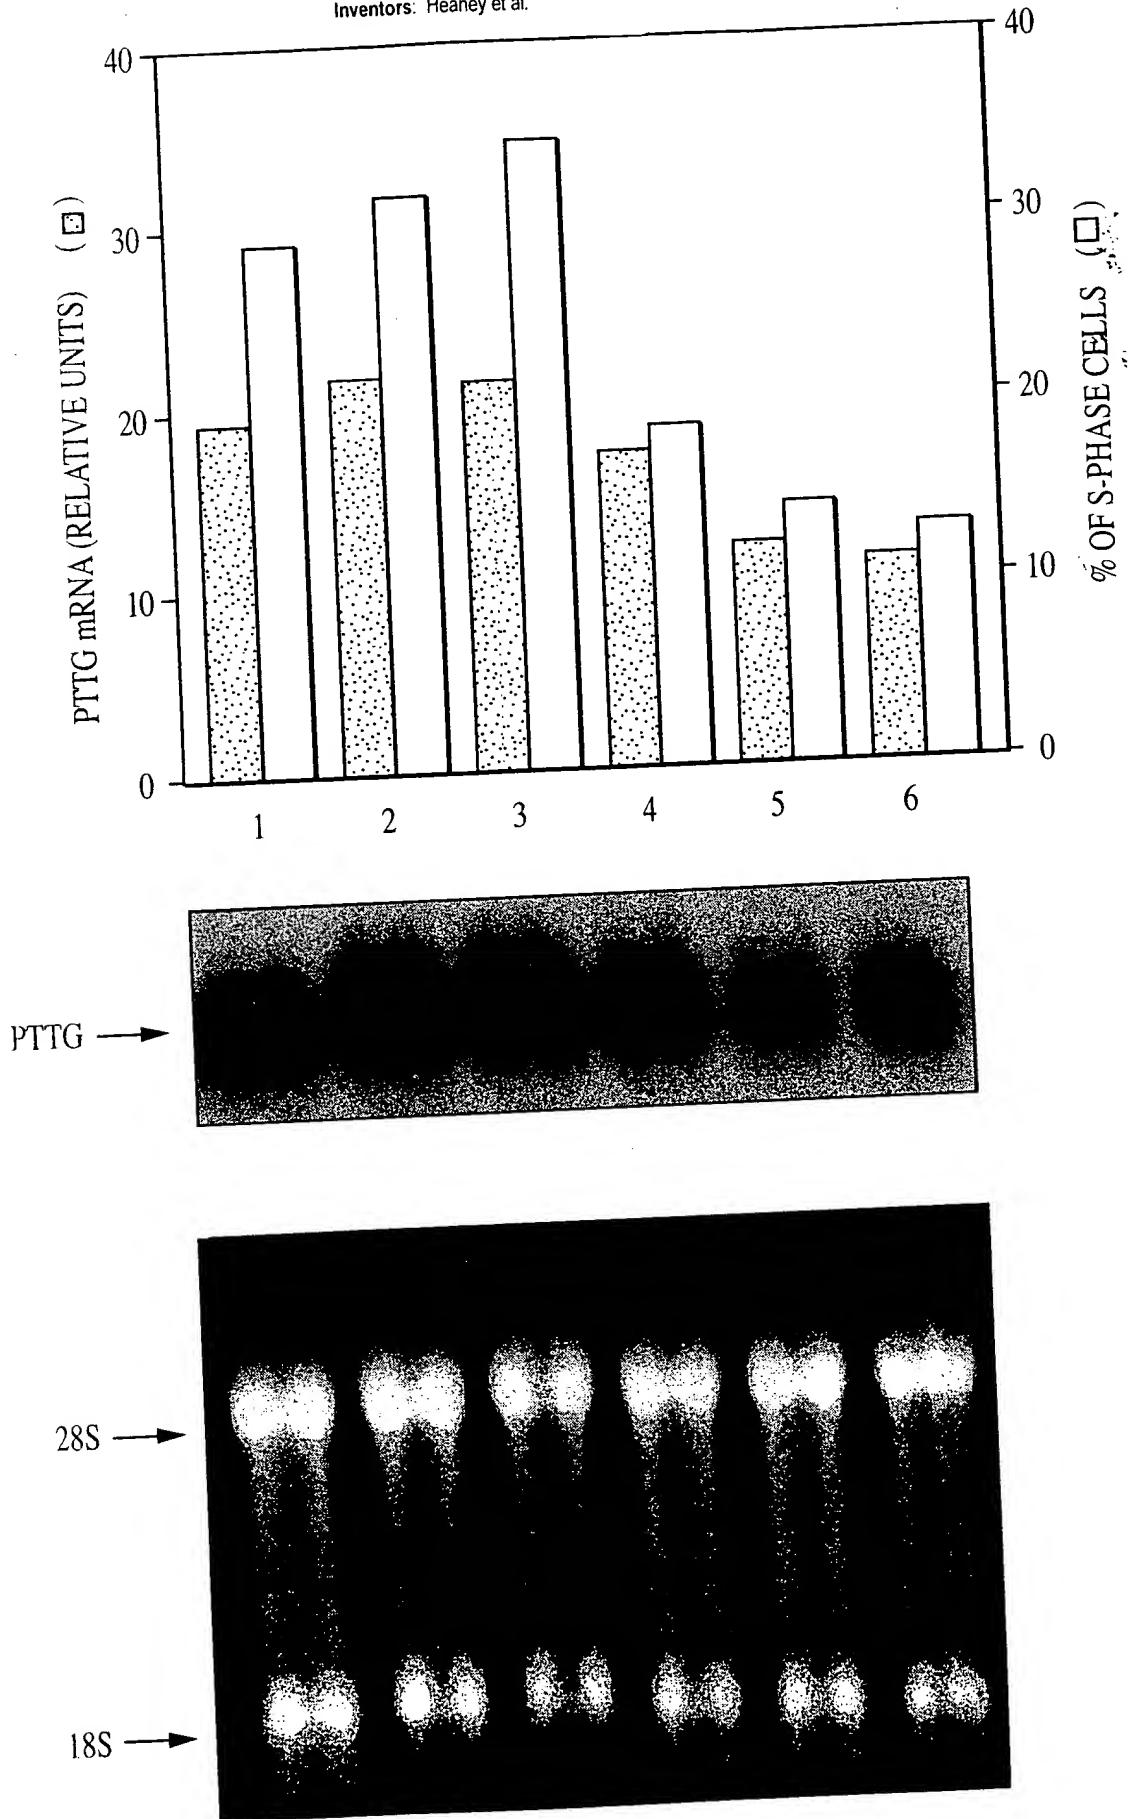 Inventors: Heaney et al.
40
30
20
10
0
PTTG mRNA (RELATIVE UNITS) (▒)
40
30
20
10
0
% OF S-PHASE CELLS (□)
1 2 3 4 5 6
PTTG
28S
18S